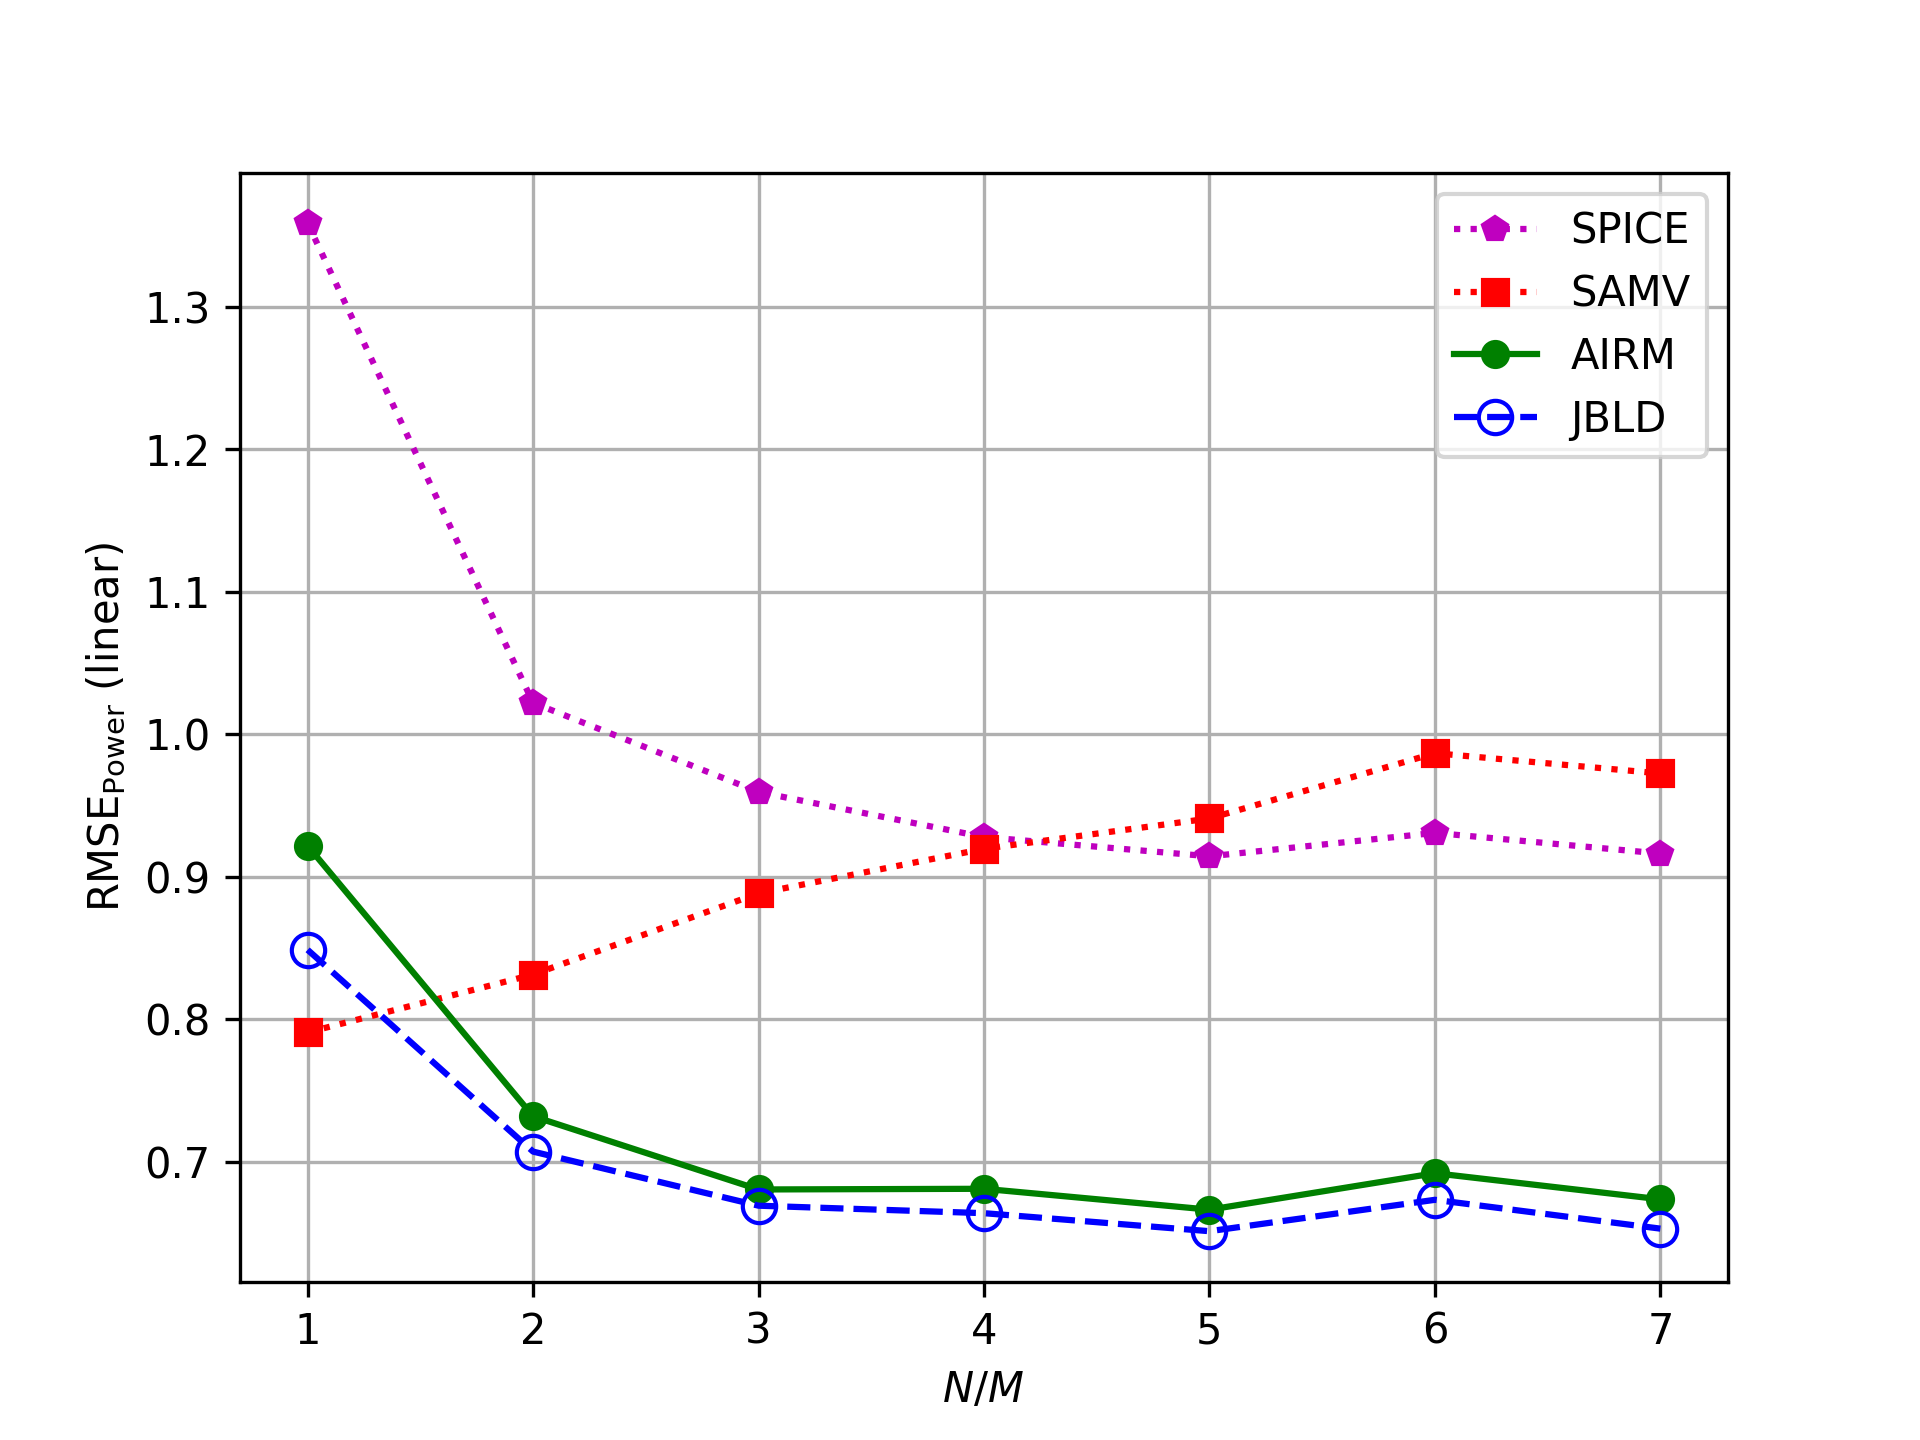 SPICE
SAMV
AIRM
JBLD
1.3
1.2
1.1
1.0
0.9
0.8
0.7
RMSE_Power (linear)
1 2 3 4 5 6 7
N/M